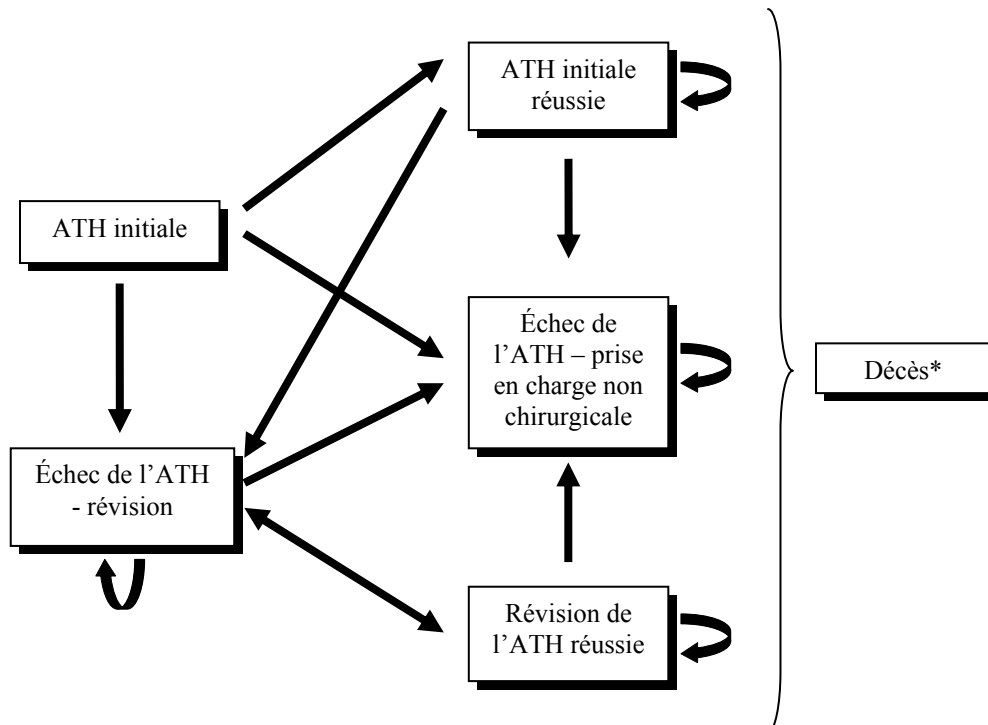 ATH initiale
réussie
ATH initiale
Échec de
l’ATH – prise
en charge non
chirurgicale
Décès*
Échec de l’ATH
- révision
Révision de
l’ATH réussie